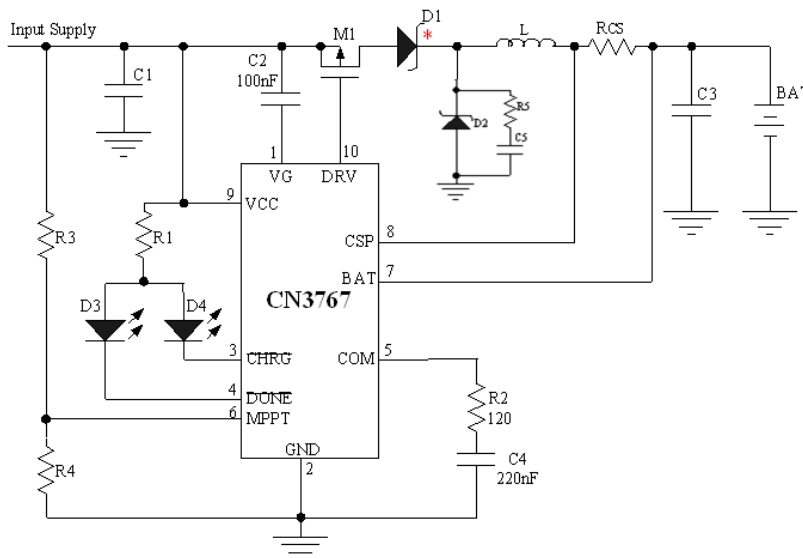 Input Supply
M1
D1
*
L
RCS
C1
C2
100nF
R5
D2
C5
C3
BAT
1
10
VG
DRV
9
VCC
8
CSP
R3
R1
7
BAT
D3
D4
CN3767
3
CHRG
COM
5
4
DONE
6
MPPT
R2
120
GND
2
R4
C4
220nF